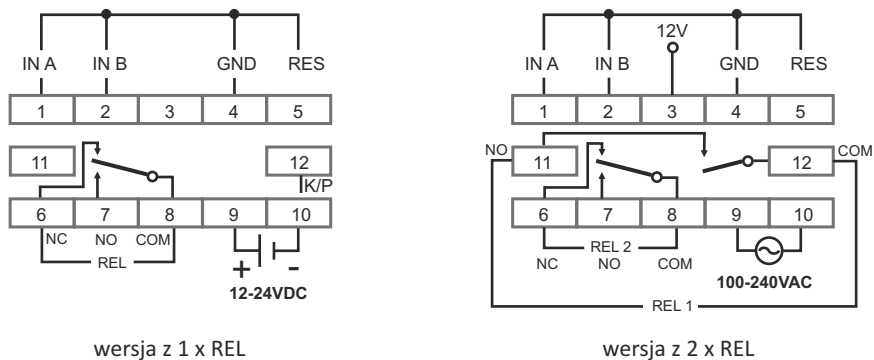 IN A IN B GND RES
1 2 3 4 5
11 12
K/P
6 7 8 9 10
NC NO COM
REL
+ -
12-24VDC
wersja z 1 x REL
12V
IN A IN B GND RES
1 2 3 4 5
NO 11 12 COM
6 7 8 9 10
REL 2
NC NO COM
100-240VAC
REL 1
wersja z 2 x REL